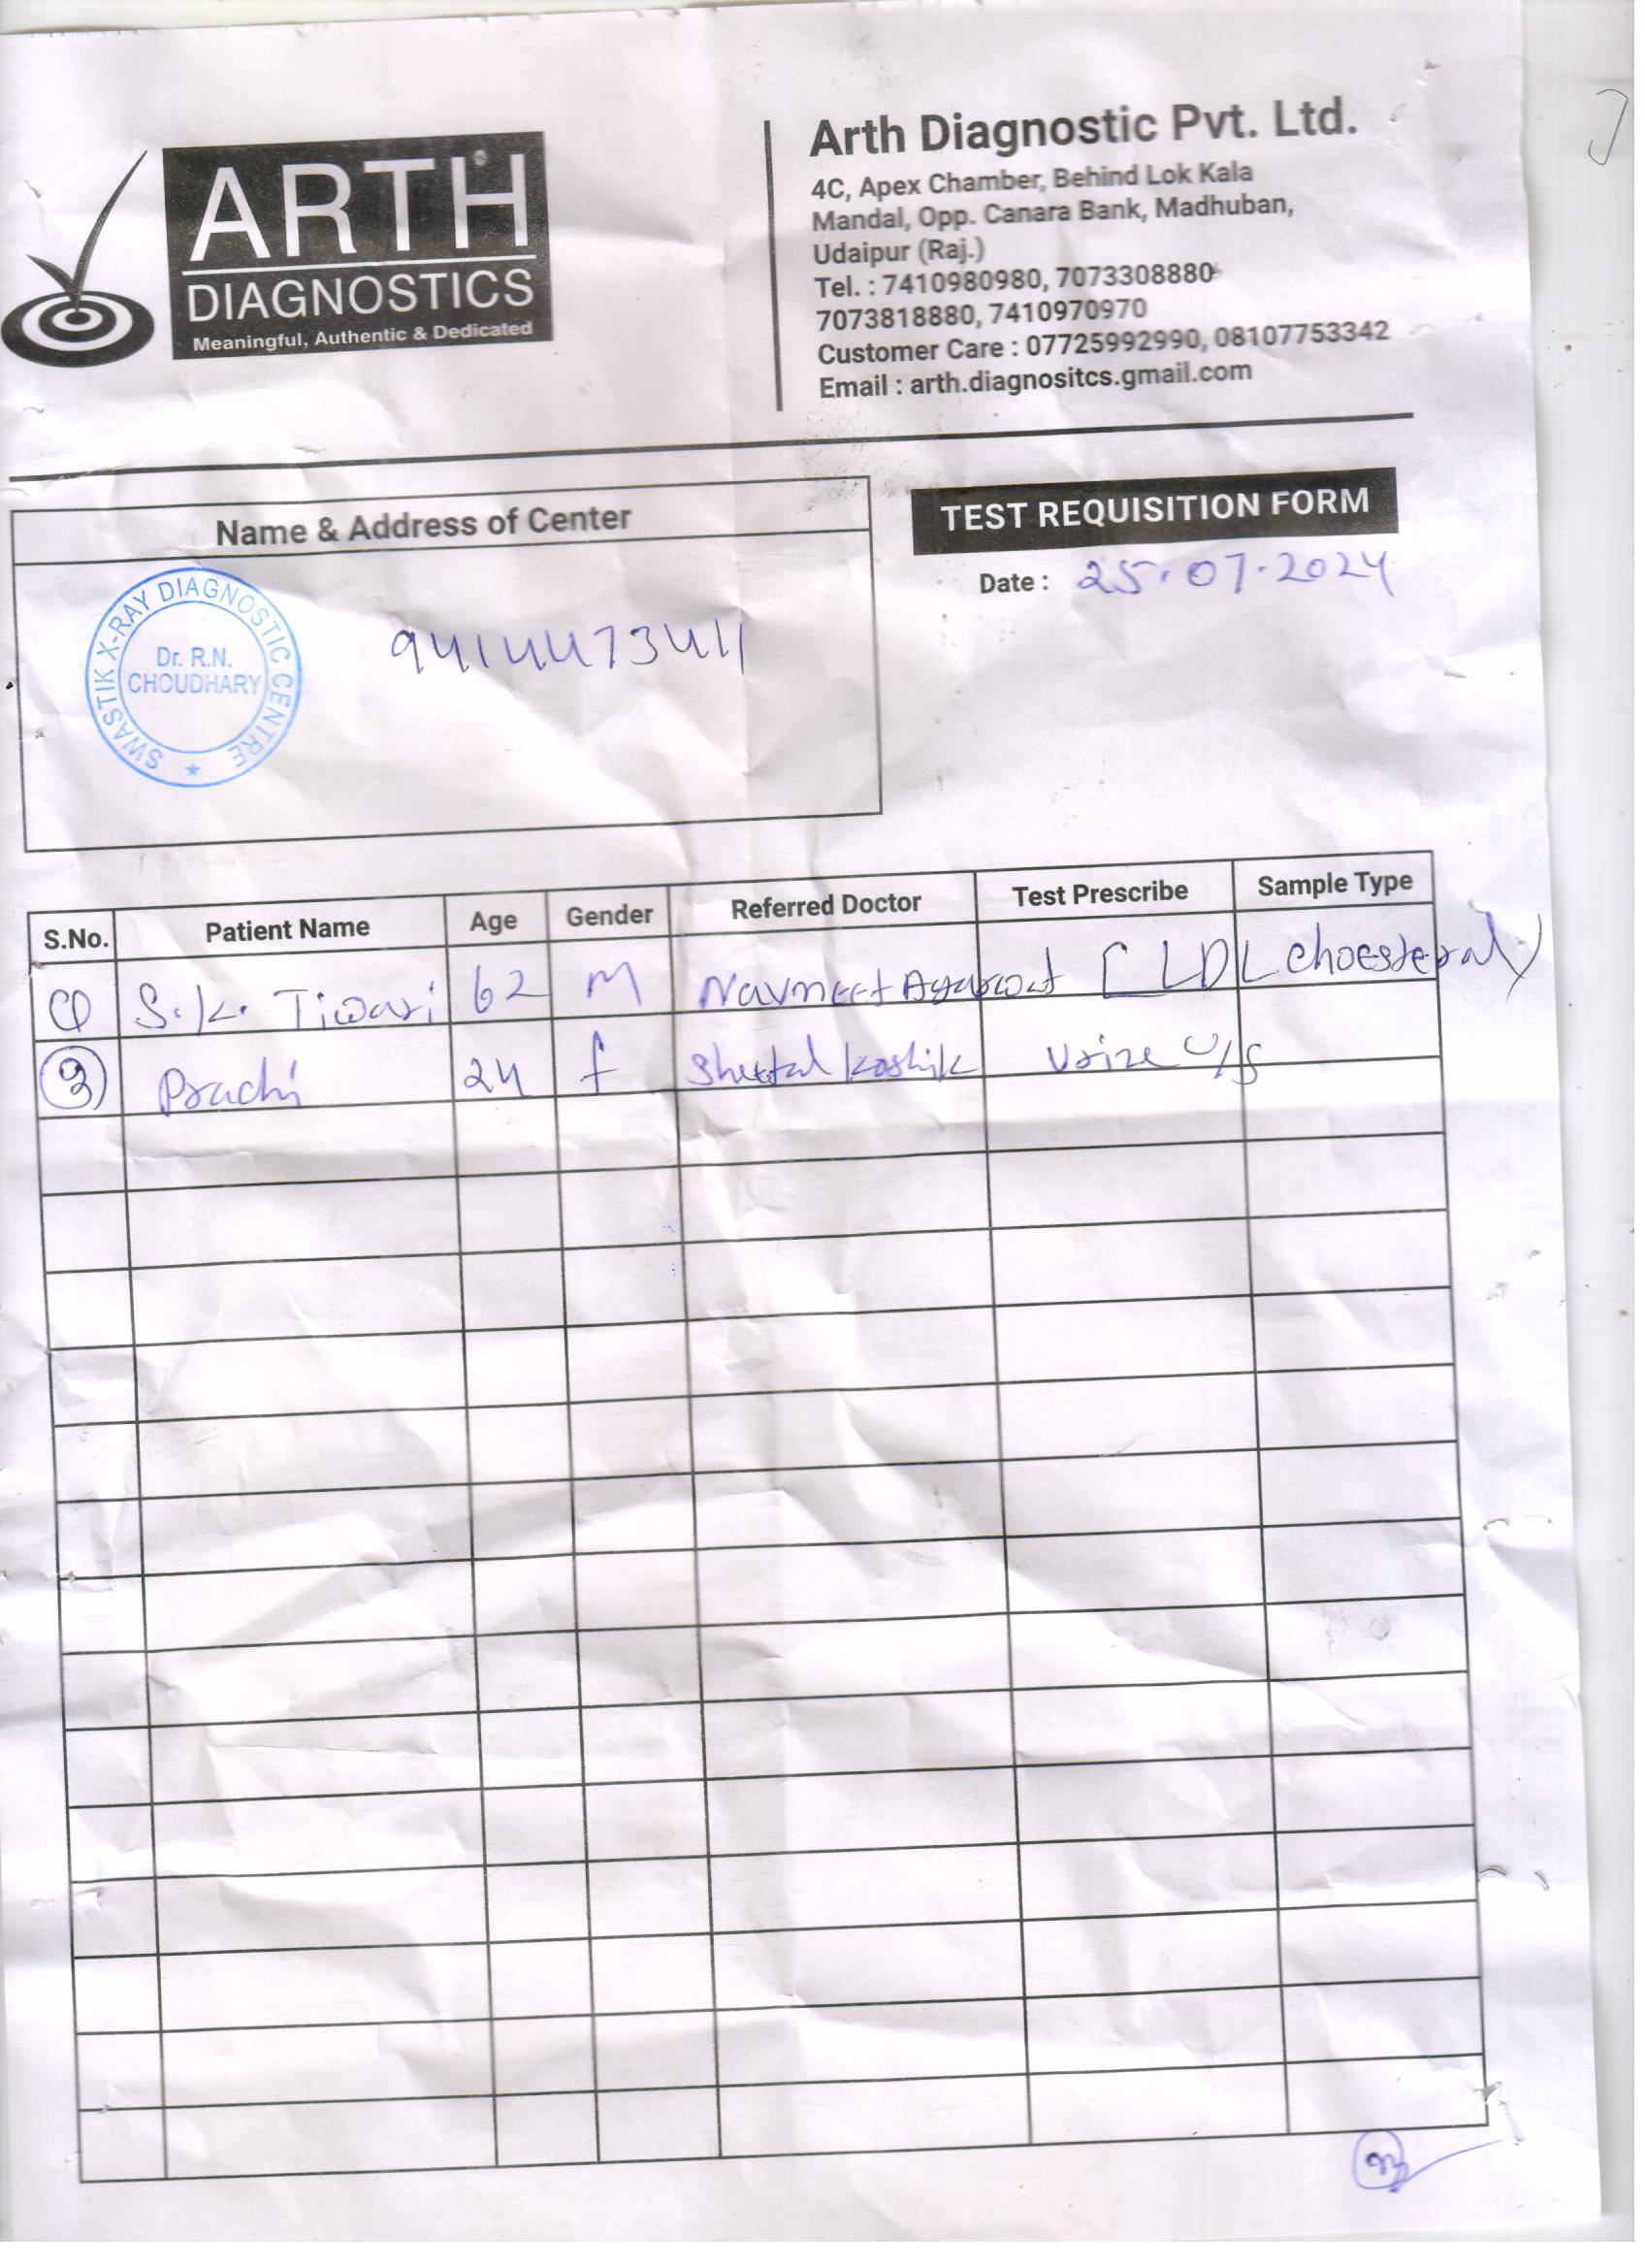 ARTH
DIAGNOSTICS
Meaningful, Authentic & Dedicated
Arth Diagnostic Pvt. Ltd.
4C, Apex Chamber, Behind Lok Kala
Mandal, Opp. Canara Bank, Madhuban,
Udaipur (Raj.)
Tel. : 7410980980, 7073308880
7073818880, 7410970970
Customer Care : 07725992990, 08107753342
Email : arth.diagnositcs.gmail.com
Name & Address of Center
SWASTIK X-RAY DIAGNOSTIC CENTRE
Dr. R.N.
CHOUDHARY
9414473411
TEST REQUISITION FORM
Date : 25.07.2024
S.No. Patient Name Age Gender Referred Doctor Test Prescribe Sample Type
1 S.K. Tiwari 62 M Navneet Agarwal [LDL Choesteral)
Prachi 24 f Sheetal Koshik Urine